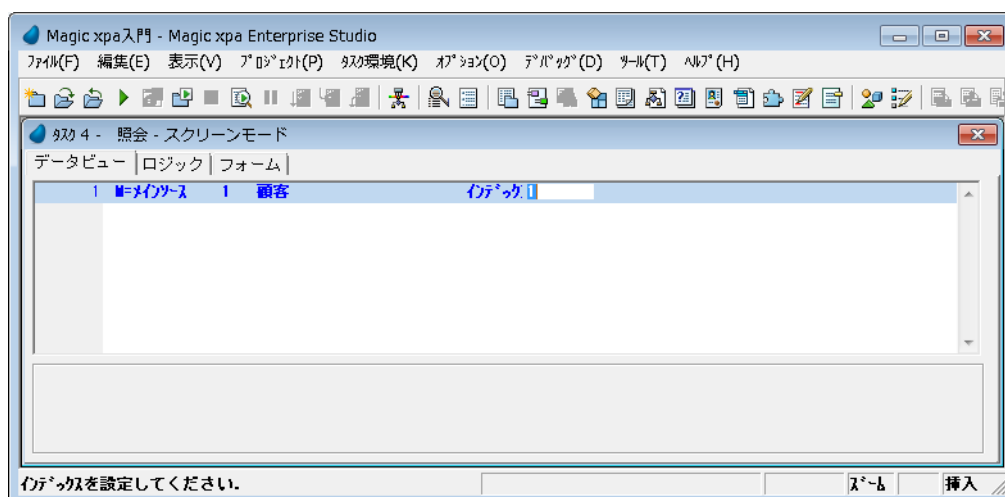 Magic xpa入門 - Magic xpa Enterprise Studio
ﾌｧｲﾙ(F) 編集(E) 表示(V) ﾌﾟﾛｼﾞｪｸﾄ(P) ﾀｽｸ環境(K) ｵﾌﾟｼｮﾝ(O) ﾃﾞﾊﾞｯｸﾞ(D) ﾂｰﾙ(T) ﾍﾙﾌﾟ(H)
ﾀｽｸ 4 - 照会 - スクリーンモード
データビュー ロジック フォーム
1 M=ﾒｲﾝｿｰｽ 1 顧客 ｲﾝﾃﾞｯｸ: 1
ｲﾝﾃﾞｯｸｽを設定してください.
ｽﾞｰﾑ 挿入